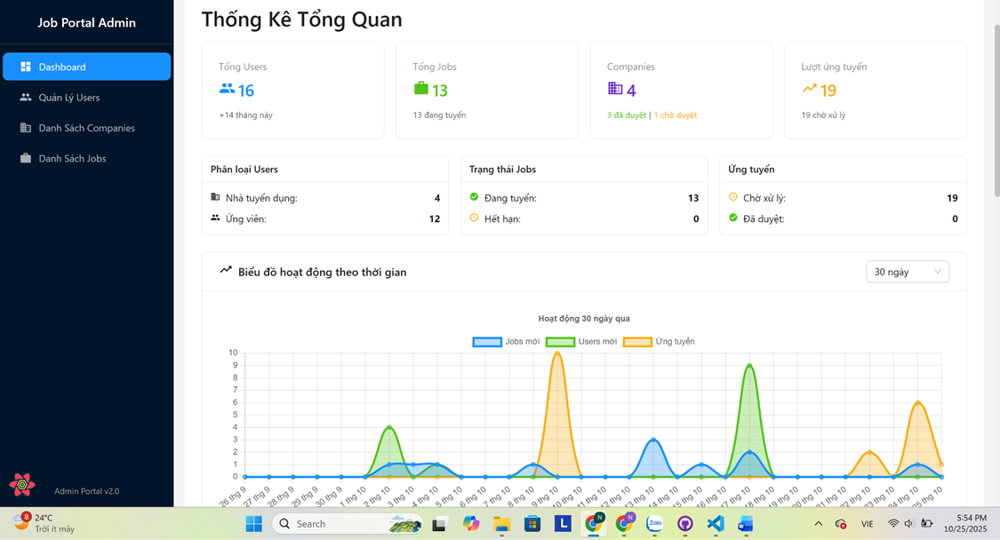 Job Portal Admin
Dashboard
Quản Lý Users
Danh Sách Companies
Danh Sách Jobs
Admin Portal v2.0
Thống Kê Tổng Quan
Tổng Users
16
+14 tháng này
Tổng Jobs
13
13 đang tuyển
Companies
4
3 đã duyệt | 1 chờ duyệt
Lượt ứng tuyển
19
19 chờ xử lý
Phân loại Users
Nhà tuyển dụng: 4
Ứng viên: 12
Trạng thái Jobs
Đang tuyển: 13
Hết hạn: 0
Ứng tuyển
Chờ xử lý: 19
Đã duyệt: 0
Biểu đồ hoạt động theo thời gian
30 ngày
Hoạt động 30 ngày qua
Jobs mới Users mới Ứng tuyển
10
9
8
7
6
5
4
3
2
1
0
26 thg 9
27 thg 9
28 thg 9
29 thg 9
30 thg 9
1 thg 10
2 thg 10
3 thg 10
4 thg 10
5 thg 10
6 thg 10
7 thg 10
8 thg 10
9 thg 10
10 thg 10
11 thg 10
12 thg 10
13 thg 10
14 thg 10
15 thg 10
16 thg 10
17 thg 10
18 thg 10
19 thg 10
20 thg 10
21 thg 10
22 thg 10
23 thg 10
24 thg 10
25 thg 10
8
24°C
Trời ít mây
Search
L
N
N
Zalo
VIE
5:54 PM
10/25/2025